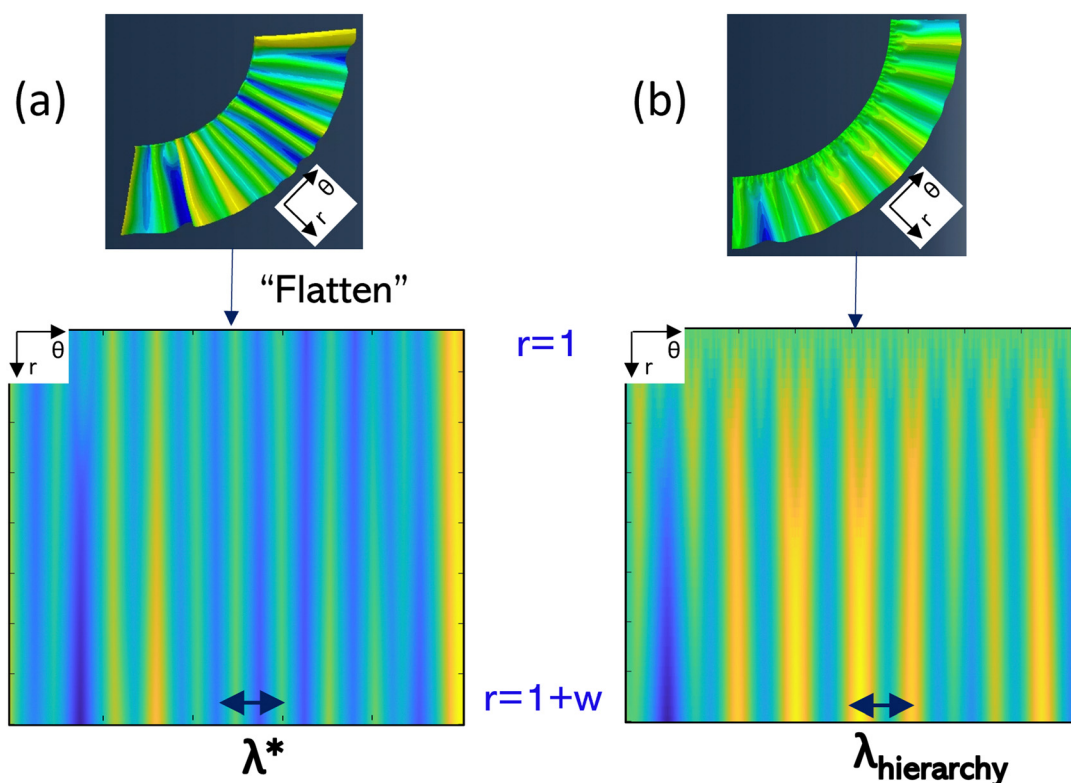 (a)
(b)
θ
r
θ
r
“Flatten”
θ
r
r=1
θ
r
r=1+w
λ*
λhierarchy